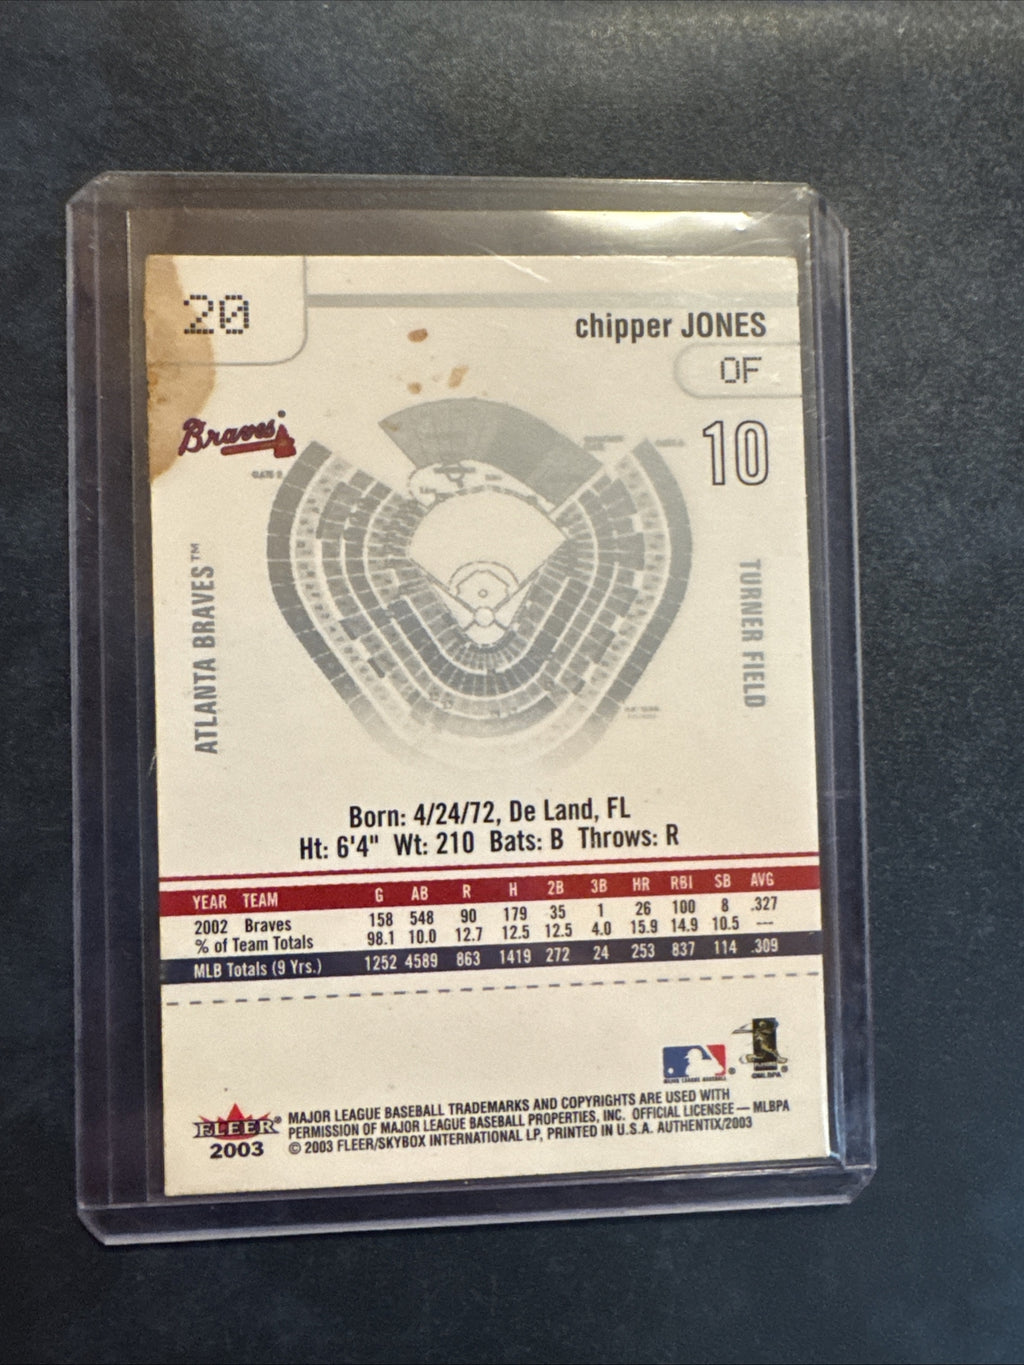 20
chipper JONES
OF
Braves
10
ATLANTA BRAVES™
TURNER FIELD
Born: 4/24/72, De Land, FL
Ht: 6'4" Wt: 210 Bats: B Throws: R
YEAR TEAM G AB R H 2B 3B HR RBI SB AVG
2002 Braves 158 548 90 179 35 1 26 100 8 .327
% of Team Totals 98.1 10.0 12.7 12.5 12.5 4.0 15.9 14.9 10.5 ---
MLB Totals (9 Yrs.) 1252 4589 863 1419 272 24 253 837 114 .309
MAJOR LEAGUE BASEBALL
FLEER®
2003
MAJOR LEAGUE BASEBALL TRADEMARKS AND COPYRIGHTS ARE USED WITH
PERMISSION OF MAJOR LEAGUE BASEBALL PROPERTIES, INC. OFFICIAL LICENSEE — MLBPA
© 2003 FLEER/SKYBOX INTERNATIONAL LP, PRINTED IN U.S.A. AUTHENTIX/2003